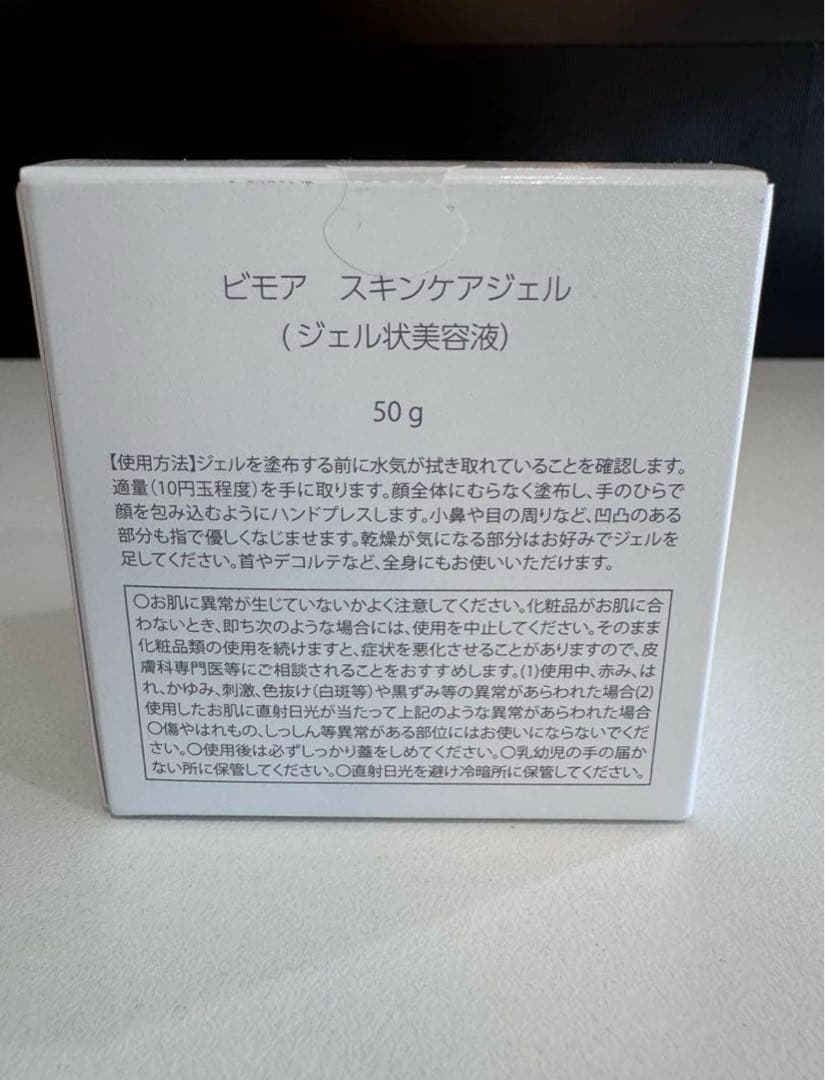 ビモア　スキンケアジェル
(ジェル状美容液)
50 g
【使用方法】ジェルを塗布する前に水気が拭き取れていることを確認します。
適量(10円玉程度)を手に取ります。顔全体にむらなく塗布し、手のひらで
顔を包み込むようにハンドプレスします。小鼻や目の周りなど、凹凸のある
部分も指で優しくなじませます。乾燥が気になる部分はお好みでジェルを
足してください。首やデコルテなど、全身にもお使いいただけます。
〇お肌に異常が生じていないかよく注意してください。化粧品がお肌に合
わないとき、即ち次のような場合には、使用を中止してください。そのまま
化粧品類の使用を続けますと、症状を悪化させることがありますので、皮
膚科専門医等にご相談されることをおすすめします。(1)使用中、赤み、は
れ、かゆみ、刺激、色抜け(白斑等)や黒ずみ等の異常があらわれた場合(2)
使用したお肌に直射日光が当たって上記のような異常があらわれた場合
〇傷やはれもの、しっしん等異常がある部位にはお使いにならないでくだ
さい。〇使用後は必ずしっかり蓋をしめてください。〇乳幼児の手の届か
ない所に保管してください。〇直射日光を避け冷暗所に保管してください。